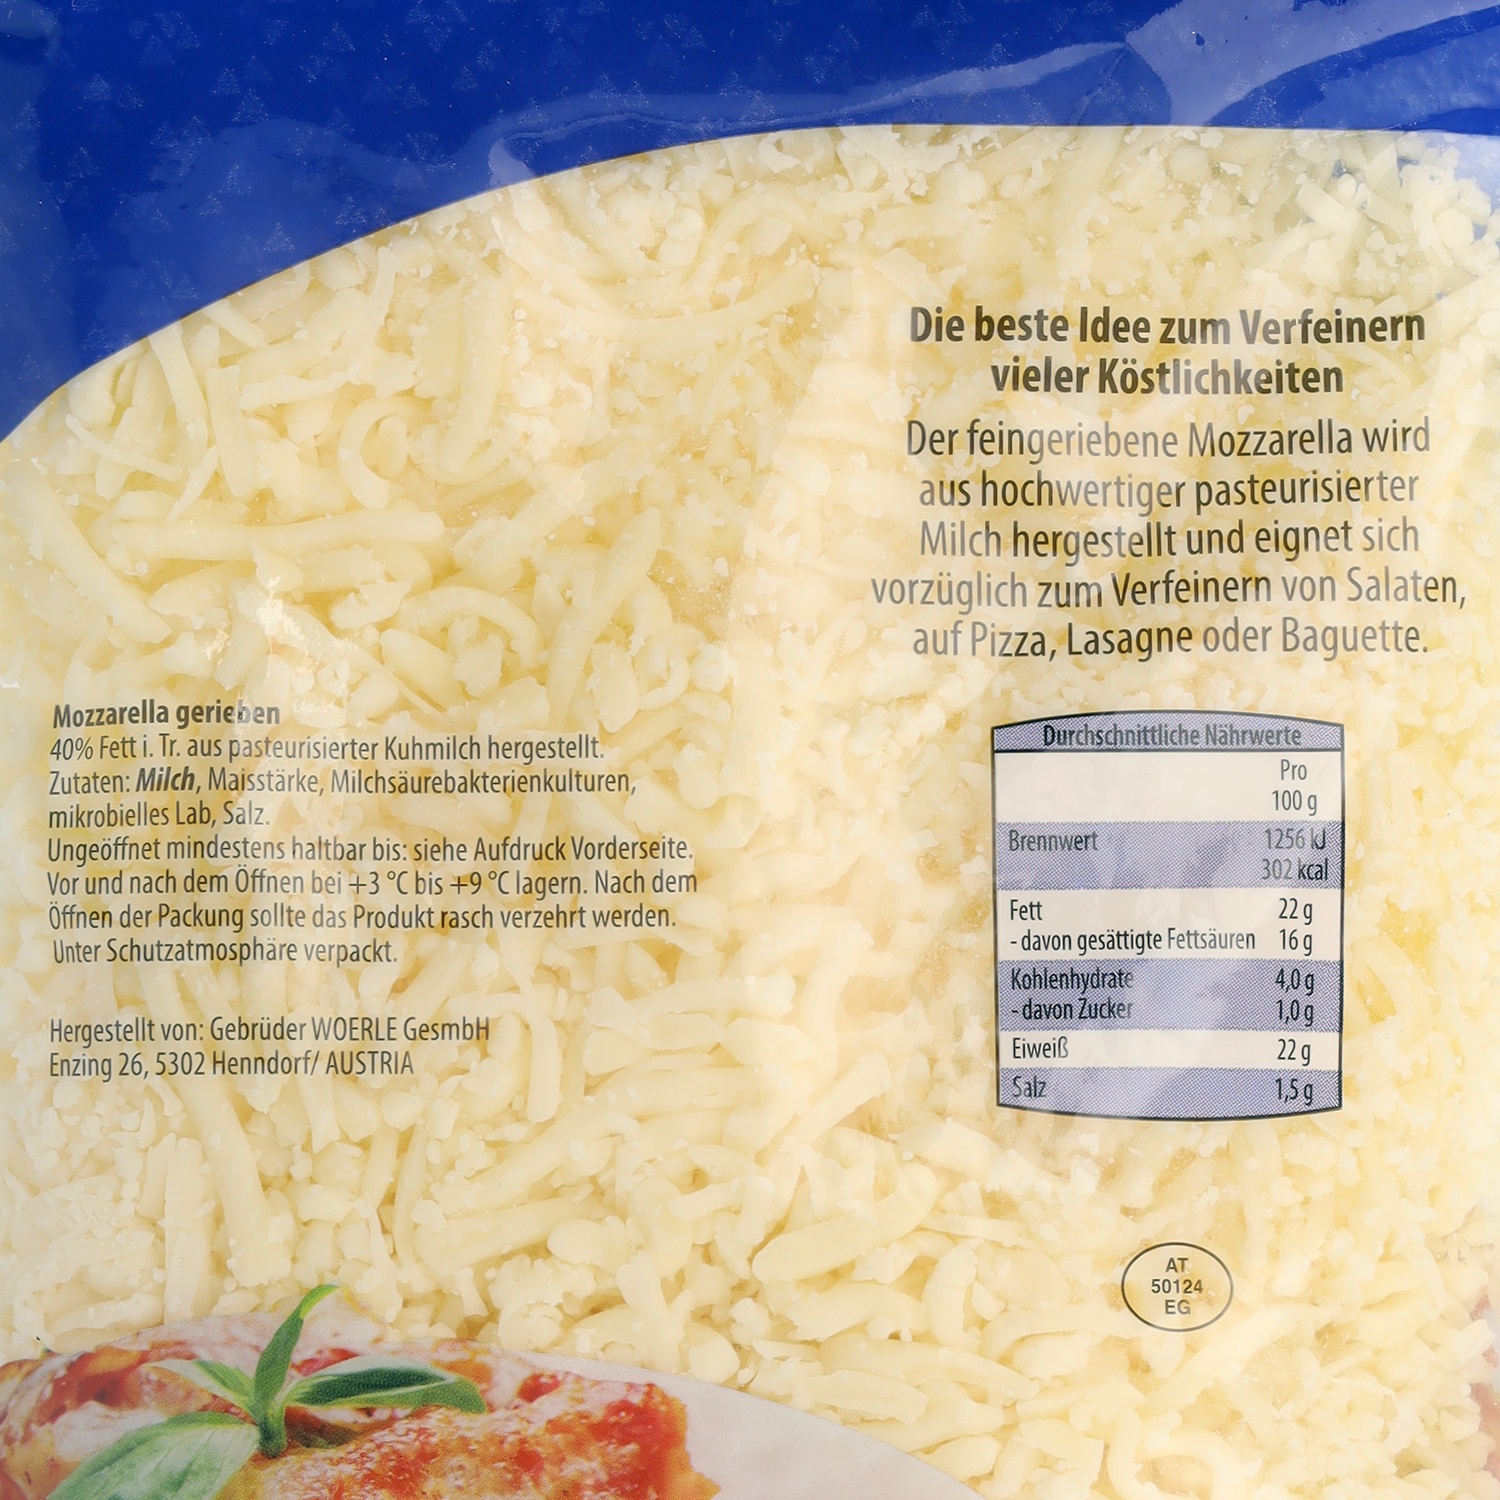 Die beste Idee zum Verfeinern
vieler Köstlichkeiten
Der feingeriebene Mozzarella wird
aus hochwertiger pasteurisierter
Milch hergestellt und eignet sich
vorzüglich zum Verfeinern von Salaten,
auf Pizza, Lasagne oder Baguette.
Mozzarella gerieben
40% Fett i. Tr. aus pasteurisierter Kuhmilch hergestellt.
Zutaten: Milch, Maisstärke, Milchsäurebakterienkulturen,
mikrobielles Lab, Salz.
Ungeöffnet mindestens haltbar bis: siehe Aufdruck Vorderseite.
Vor und nach dem Öffnen bei +3 °C bis +9 °C lagern. Nach dem
Öffnen der Packung sollte das Produkt rasch verzehrt werden.
Unter Schutzatmosphäre verpackt.
Hergestellt von: Gebrüder WOERLE GesmbH
Enzing 26, 5302 Henndorf/ AUSTRIA
Durchschnittliche Nährwerte
Pro
100 g
Brennwert 1256 kJ
302 kcal
Fett 22 g
- davon gesättigte Fettsäuren 16 g
Kohlenhydrate 4,0 g
- davon Zucker 1,0 g
Eiweiß 22 g
Salz 1,5 g
AT
50124
EG